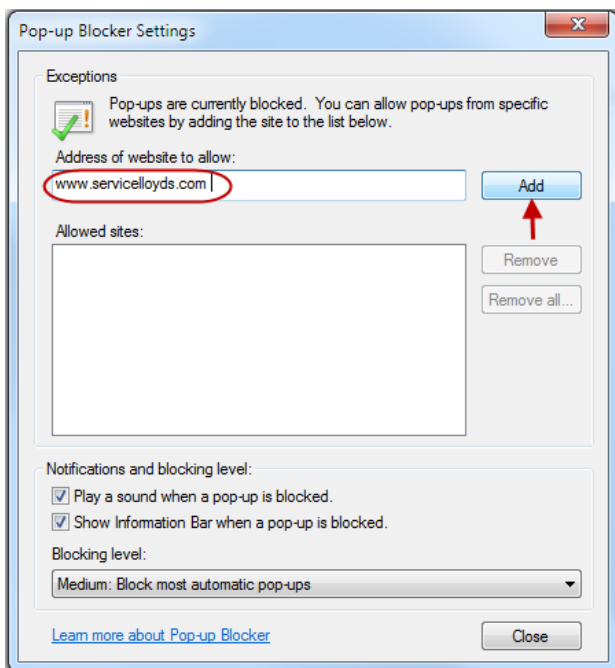 Pop-up Blocker Settings
Exceptions
Pop-ups are currently blocked. You can allow pop-ups from specific
websites by adding the site to the list below.
Address of website to allow:
www.servicelloyds.com
Add
Allowed sites:
Remove
Remove all...
Notifications and blocking level:
Play a sound when a pop-up is blocked.
Show Information Bar when a pop-up is blocked.
Blocking level:
Medium: Block most automatic pop-ups
Learn more about Pop-up Blocker
Close